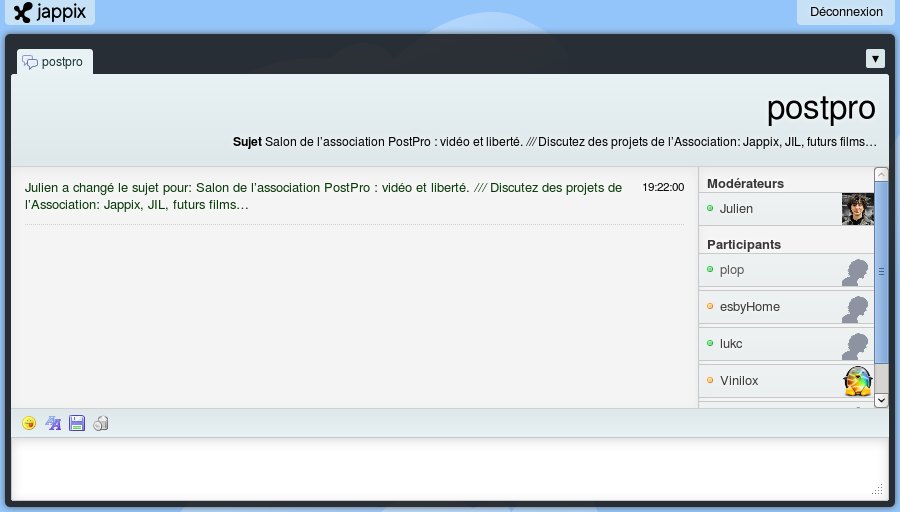 jappix
Déconnexion
postpro
postpro
Sujet Salon de l'association PostPro : vidéo et liberté. /// Discutez des projets de l'Association: Jappix, JIL, futurs films…
Julien a changé le sujet pour: Salon de l'association PostPro : vidéo et liberté. /// Discutez des projets de
l'Association: Jappix, JIL, futurs films…
19:22:00
Modérateurs
Julien
Participants
plop
esbyHome
lukc
Vinilox